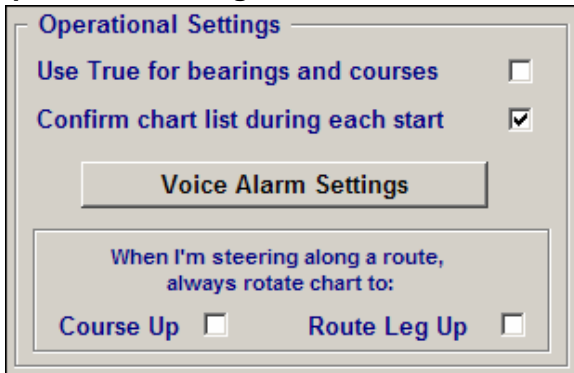 Operational Settings
Use True for bearings and courses
Confirm chart list during each start
Voice Alarm Settings
When I'm steering along a route,
always rotate chart to:
Course Up Route Leg Up